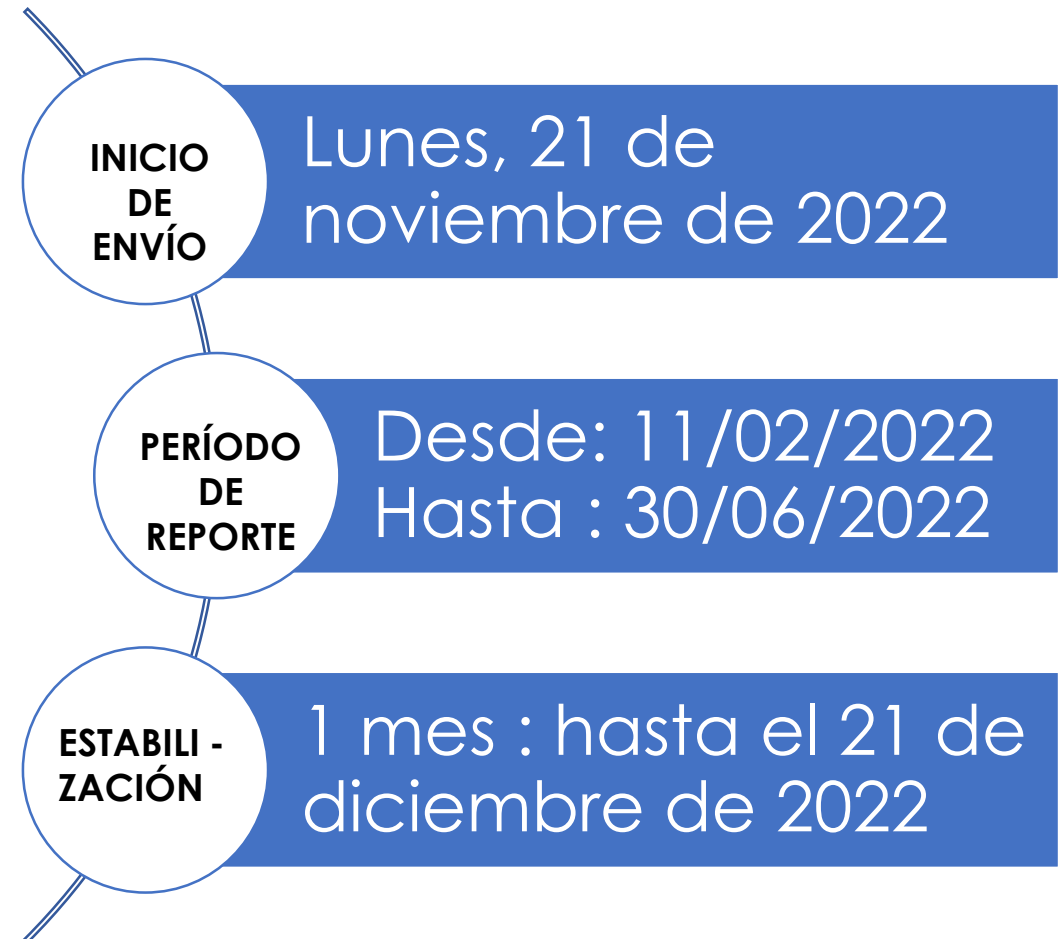 INICIO
DE
ENVÍO
Lunes, 21 de
noviembre de 2022
PERÍODO
DE
REPORTE
Desde: 11/02/2022
Hasta : 30/06/2022
ESTABILI -
ZACIÓN
1 mes : hasta el 21 de
diciembre de 2022